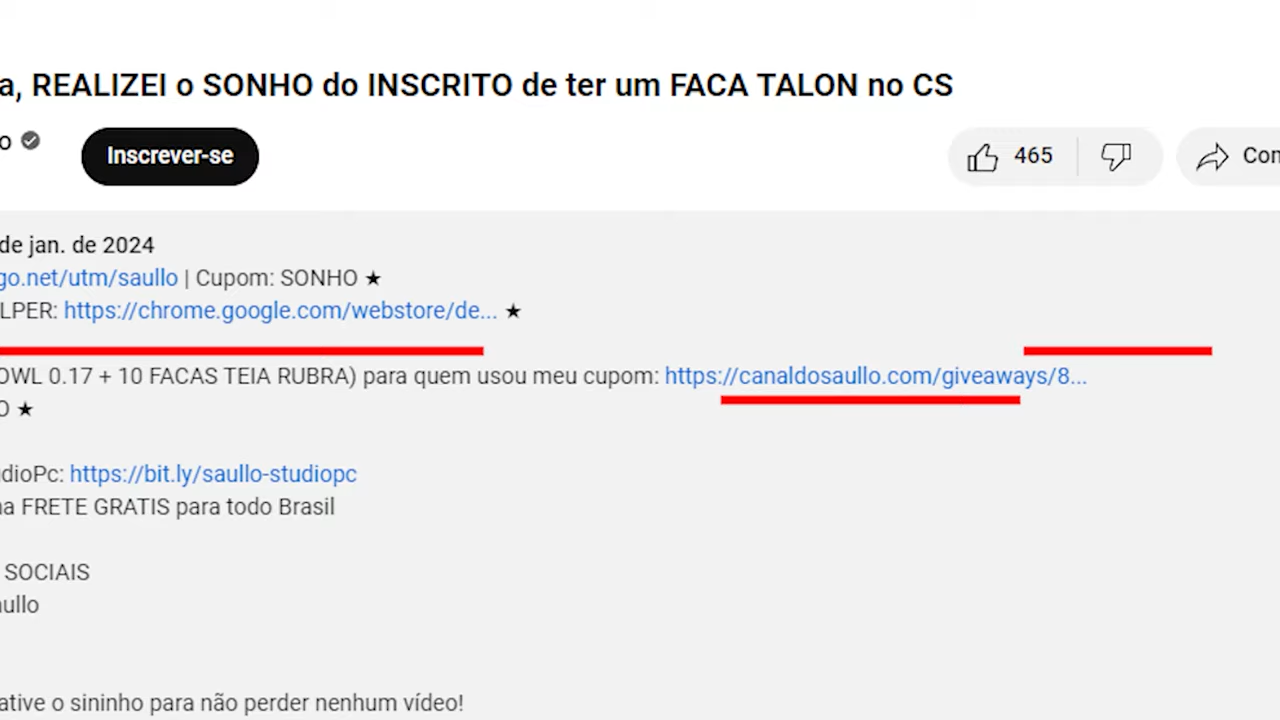 a, REALIZEI o SONHO do INSCRITO de ter um FACA TALON no CS
o
Inscrever-se
465
Con
de jan. de 2024
go.net/utm/saullo | Cupom: SONHO ★
LPER: https://chrome.google.com/webstore/de... ★
OWL 0.17 + 10 FACAS TEIA RUBRA) para quem usou meu cupom: https://canaldosaullo.com/giveaways/8...
O ★
dioPc: https://bit.ly/saullo-studiopc
na FRETE GRATIS para todo Brasil
SOCIAIS
aullo
ative o sininho para não perder nenhum vídeo!